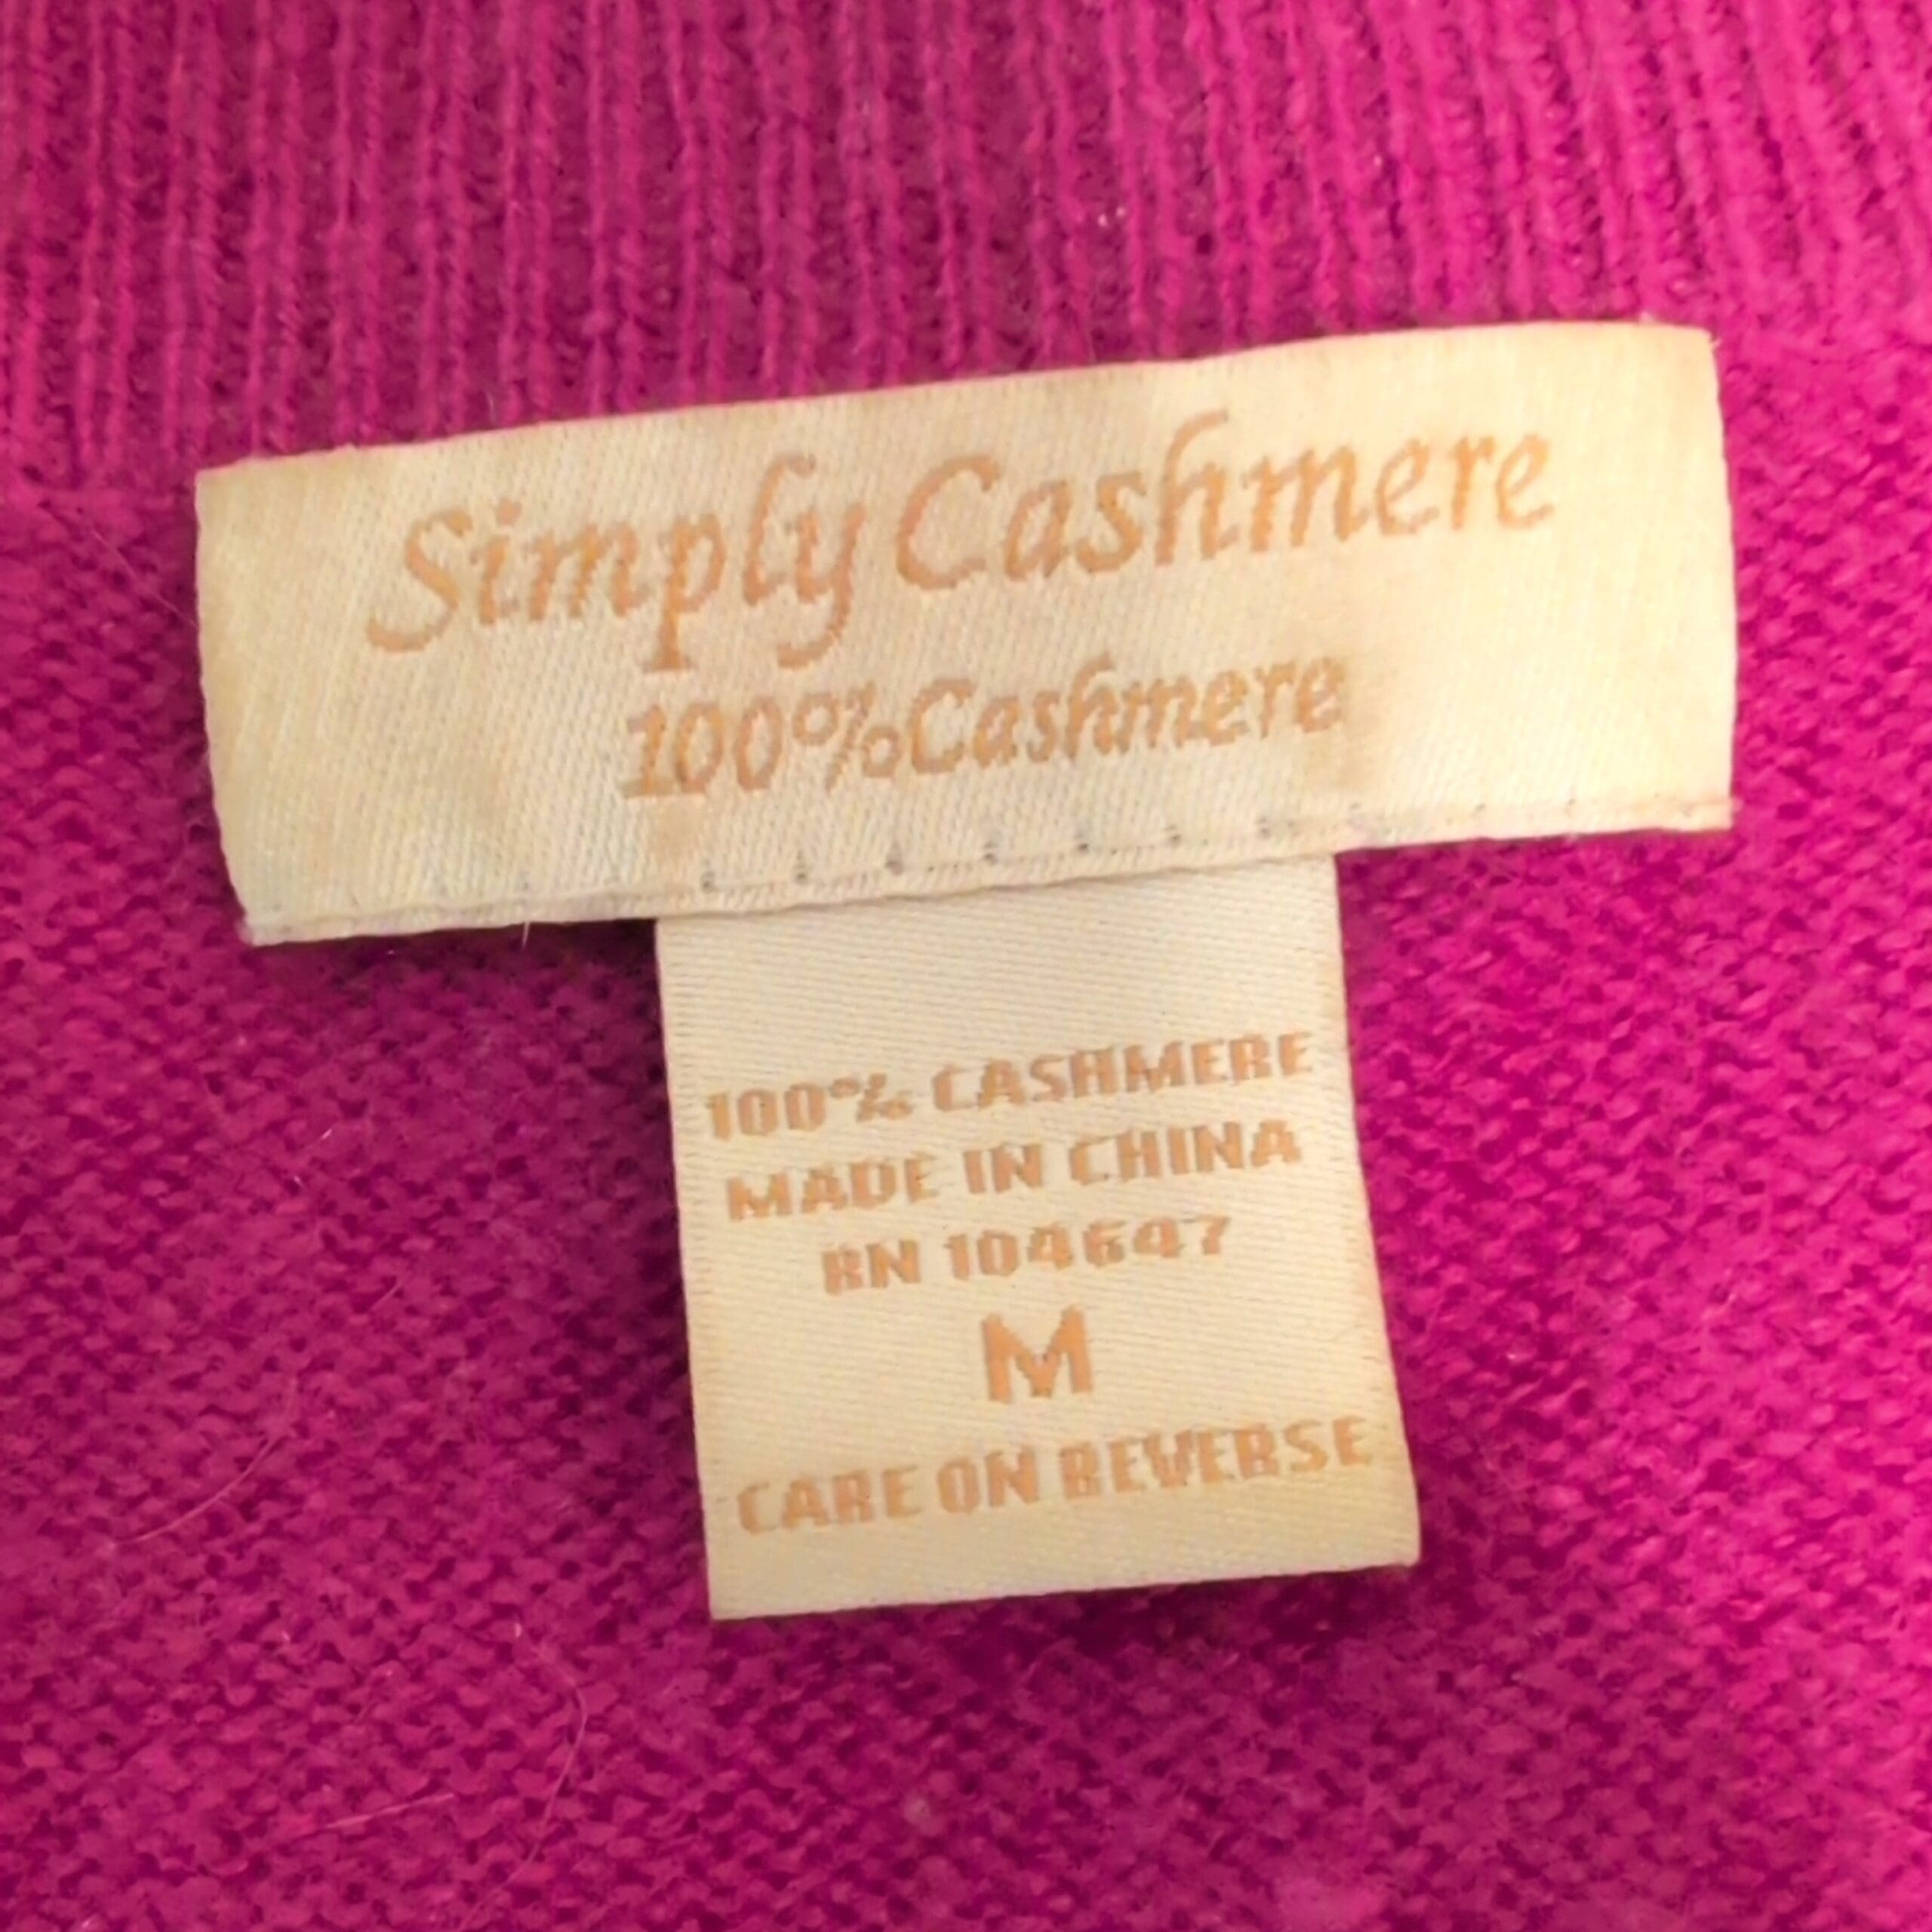 Simply Cashmere
100%Cashmere
100% CASHMERE
MADE IN CHINA
RN 104647
M
CARE ON REVERSE